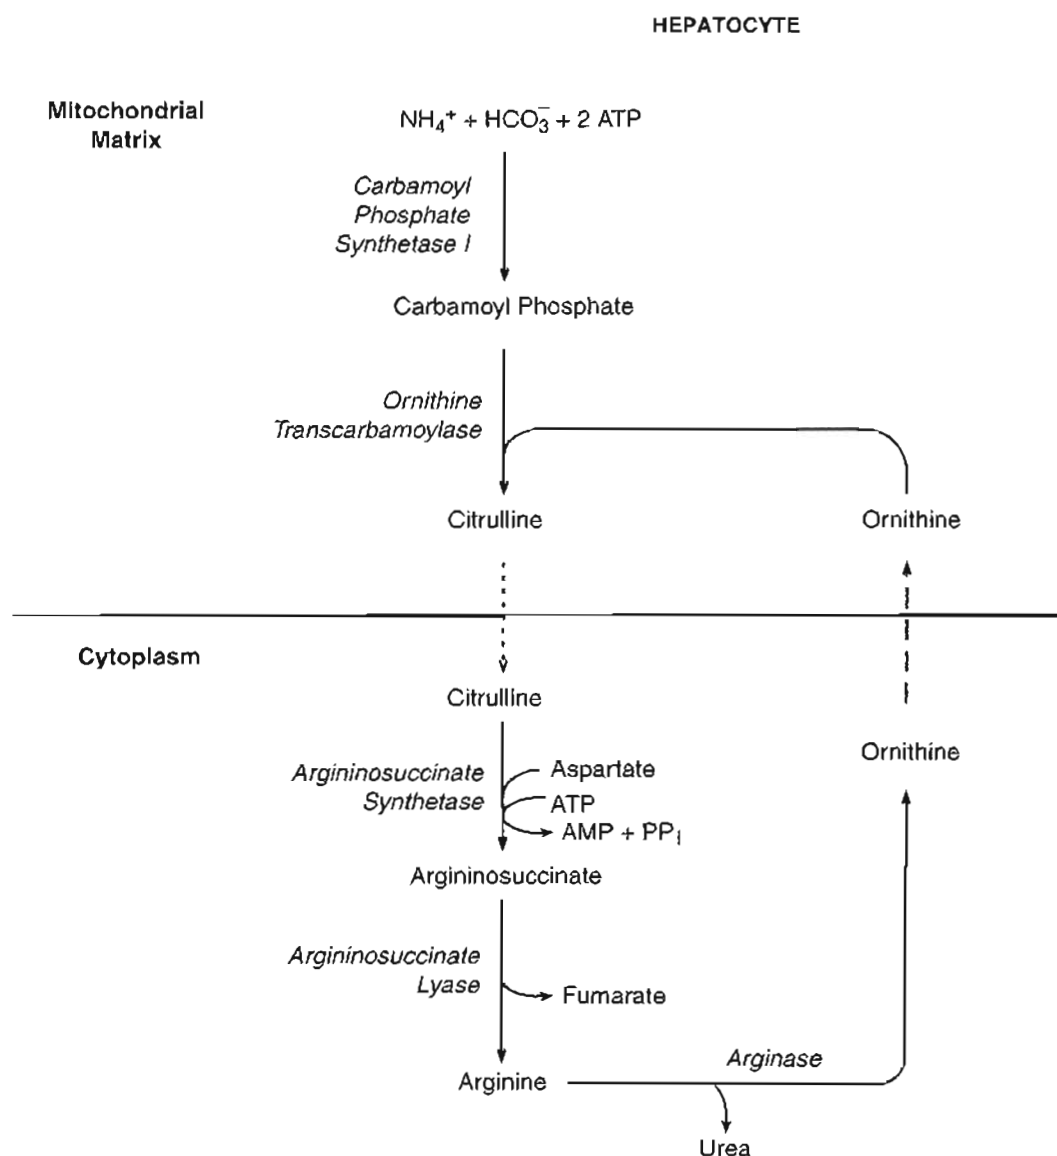 HEPATOCYTE
Mitochondrial
Matrix
NH₄⁺ + HCO₃⁻ + 2 ATP
Carbamoyl
Phosphate
Synthetase I
Carbamoyl Phosphate
Ornithine
Transcarbamoylase
Citrulline
Ornithine
Cytoplasm
Citrulline
Ornithine
Argininosuccinate
Synthetase
Aspartate
ATP
AMP + PPᵢ
Argininosuccinate
Argininosuccinate
Lyase
Fumarate
Arginase
Arginine
Urea